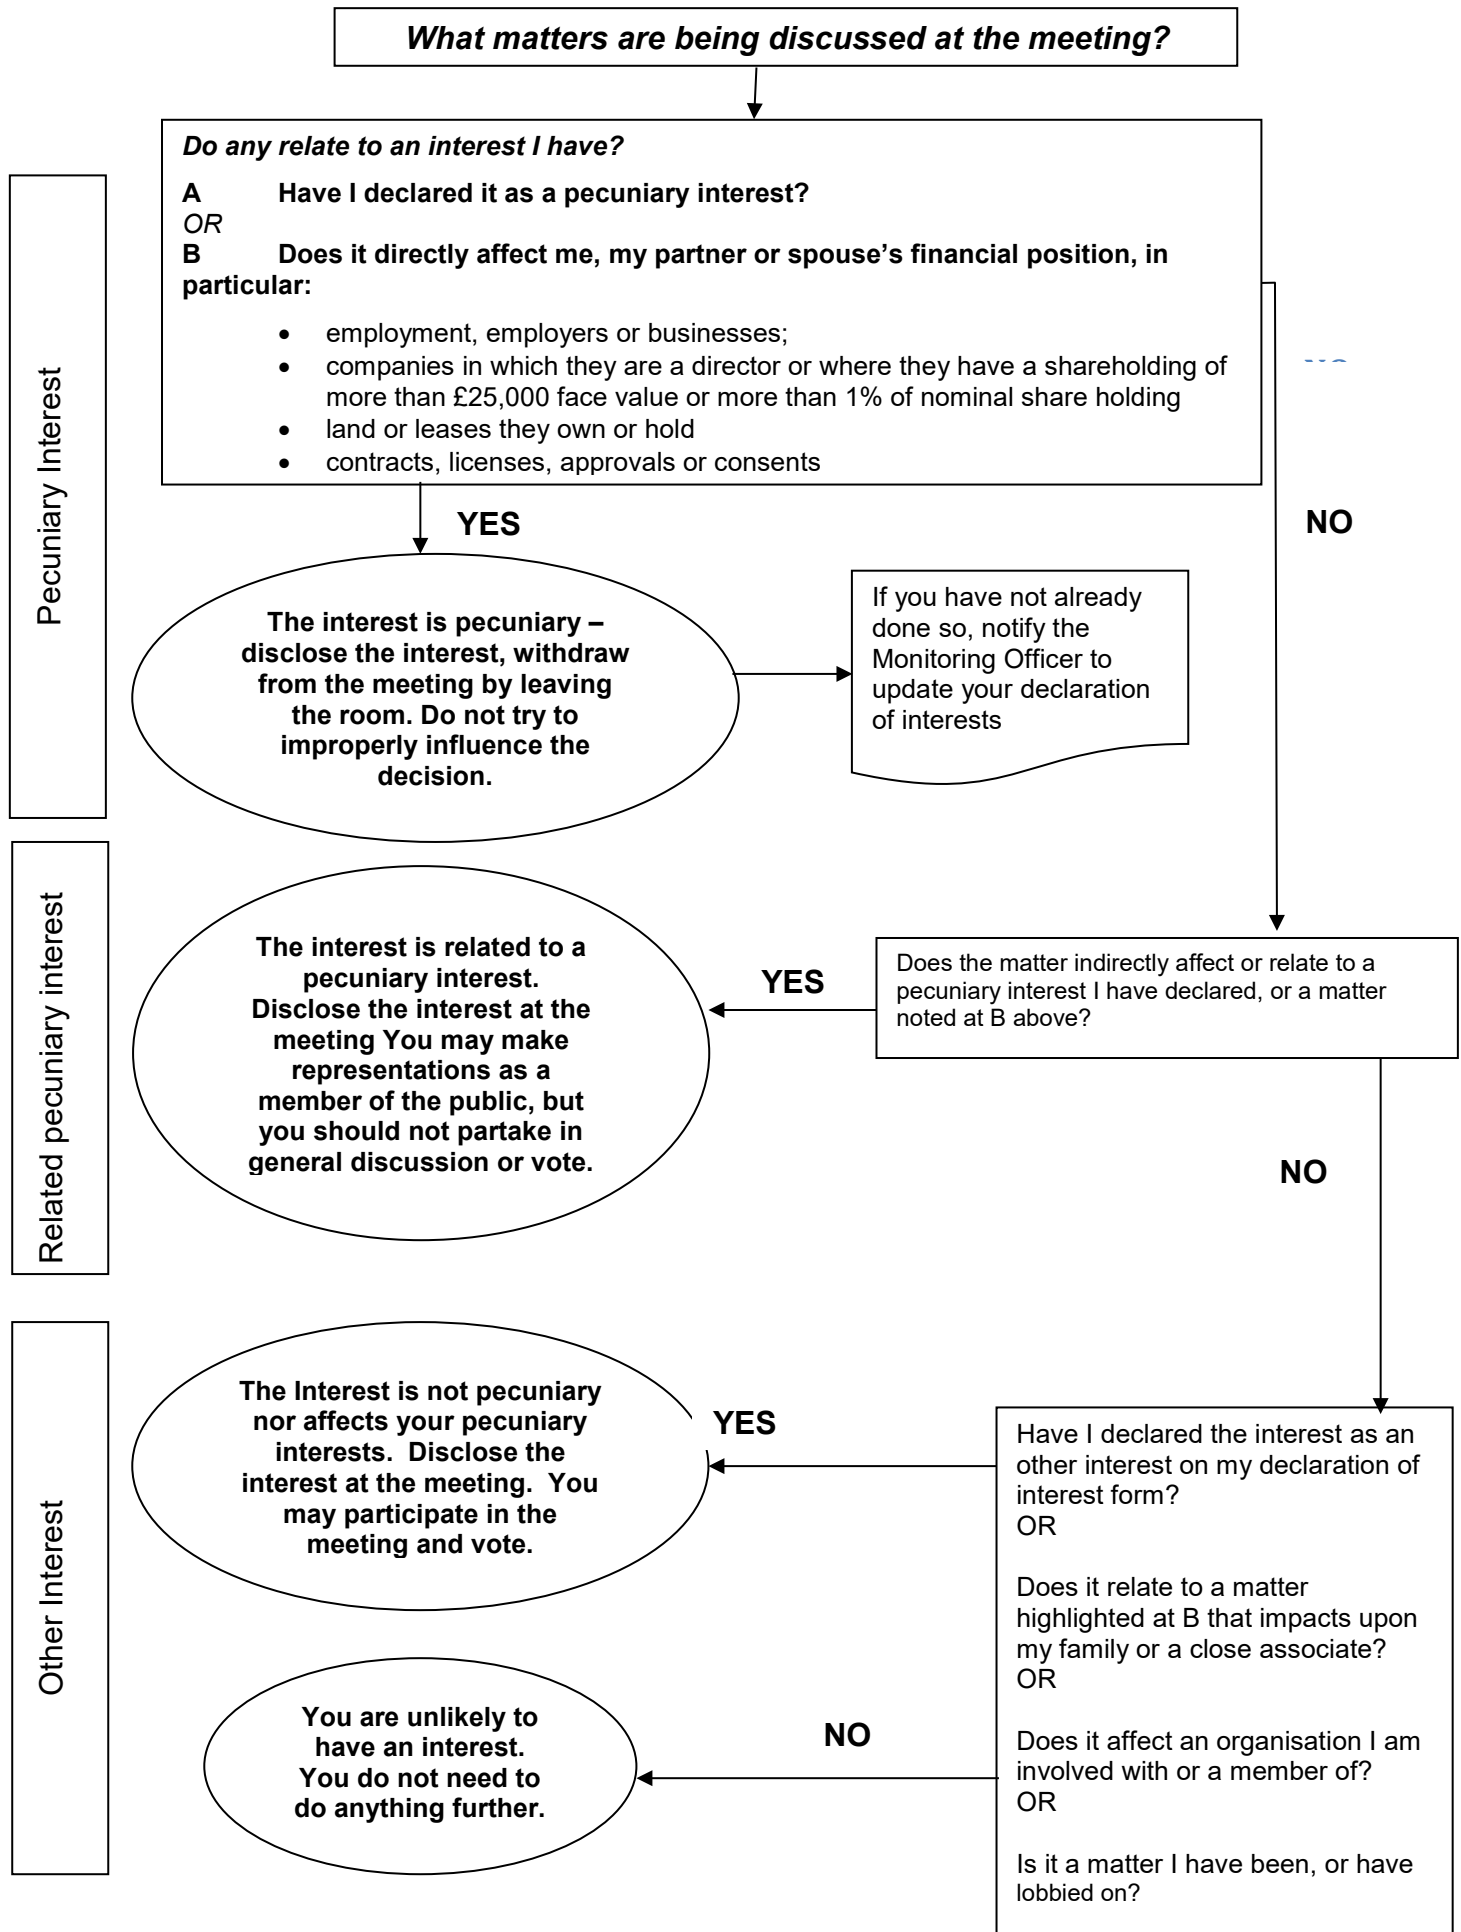 What matters are being discussed at the meeting?
Do any relate to an interest I have?
A Have I declared it as a pecuniary interest?
OR
B Does it directly affect me, my partner or spouse’s financial position, in
particular:
• employment, employers or businesses;
• companies in which they are a director or where they have a shareholding of
more than £25,000 face value or more than 1% of nominal share holding
• land or leases they own or hold
• contracts, licenses, approvals or consents
Pecuniary Interest
YES
NO
The interest is pecuniary –
disclose the interest, withdraw
from the meeting by leaving
the room. Do not try to
improperly influence the
decision.
If you have not already
done so, notify the
Monitoring Officer to
update your declaration
of interests
Related pecuniary interest
The interest is related to a
pecuniary interest.
Disclose the interest at the
meeting You may make
representations as a
member of the public, but
you should not partake in
general discussion or vote.
YES
Does the matter indirectly affect or relate to a
pecuniary interest I have declared, or a matter
noted at B above?
NO
Other Interest
The Interest is not pecuniary
nor affects your pecuniary
interests. Disclose the
interest at the meeting. You
may participate in the
meeting and vote.
YES
Have I declared the interest as an
other interest on my declaration of
interest form?
OR
Does it relate to a matter
highlighted at B that impacts upon
my family or a close associate?
OR
Does it affect an organisation I am
involved with or a member of?
OR
Is it a matter I have been, or have
lobbied on?
NO
You are unlikely to
have an interest.
You do not need to
do anything further.